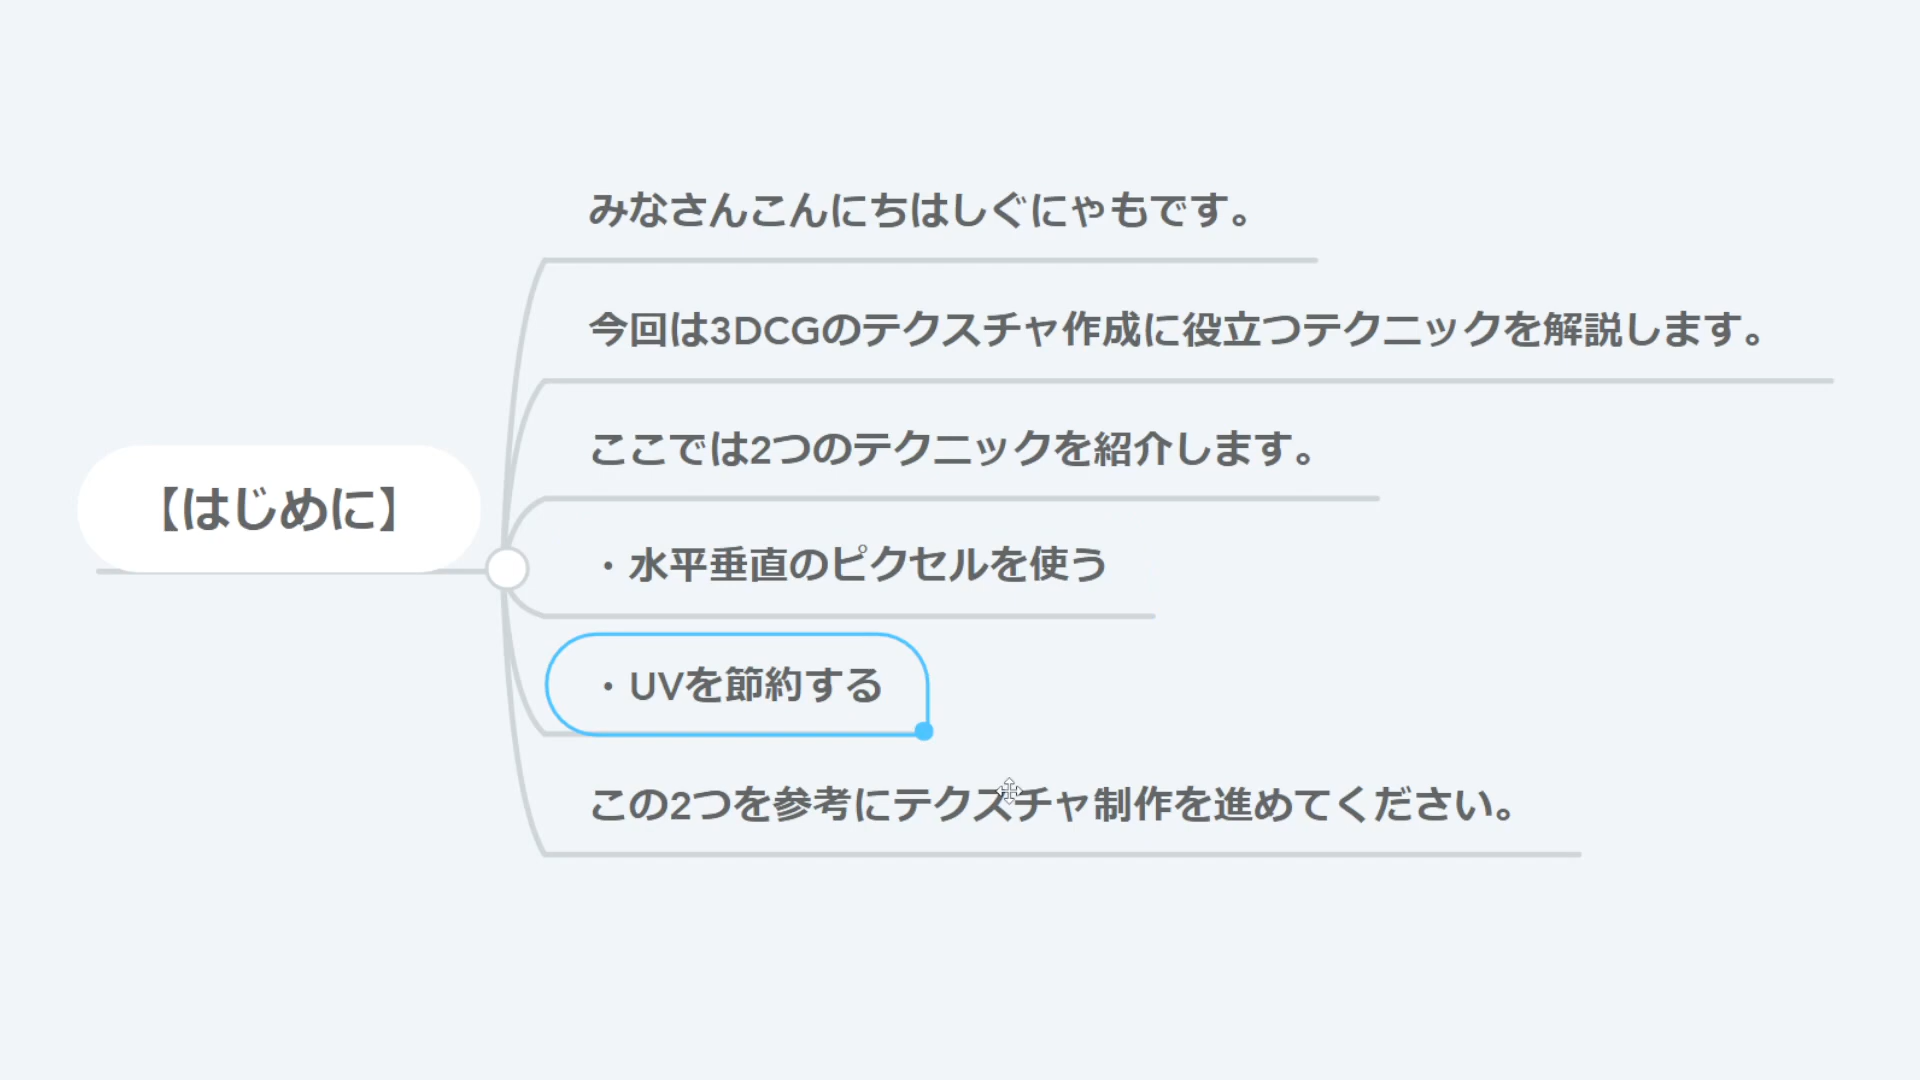 【はじめに】
みなさんこんにちはしぐにゃもです。
今回は3DCGのテクスチャ作成に役立つテクニックを解説します。
ここでは2つのテクニックを紹介します。
・水平垂直のピクセルを使う
・UVを節約する
この2つを参考にテクスチャ制作を進めてください。